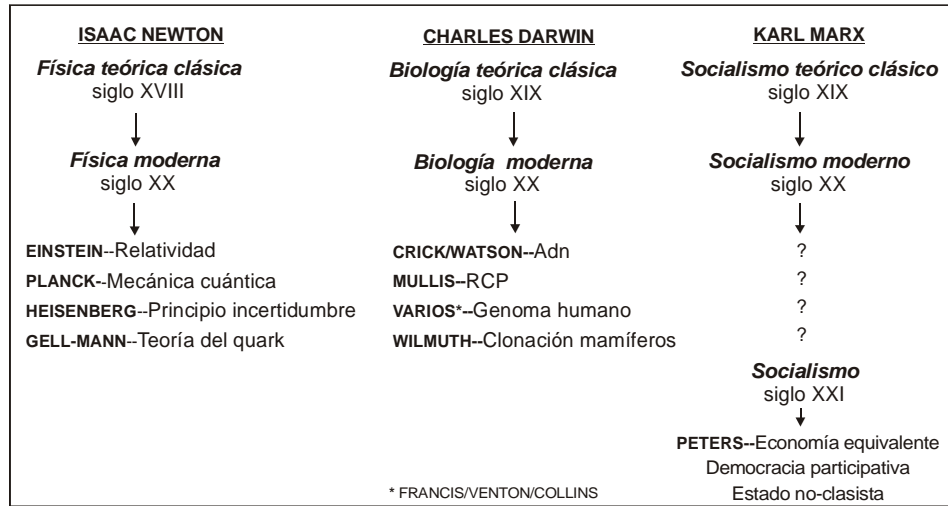 ISAAC NEWTON
Física teórica clásica
siglo XVIII
Física moderna
siglo XX
EINSTEIN--Relatividad
PLANCK--Mecánica cuántica
HEISENBERG--Principio incertidumbre
GELL-MANN--Teoría del quark
CHARLES DARWIN
Biología teórica clásica
siglo XIX
Biología moderna
siglo XX
CRICK/WATSON--Adn
MULLIS--RCP
VARIOS*--Genoma humano
WILMUTH--Clonación mamíferos
* FRANCIS/VENTON/COLLINS
KARL MARX
Socialismo teórico clásico
siglo XIX
Socialismo moderno
siglo XX
?
?
?
?
Socialismo
siglo XXI
PETERS--Economía equivalente
Democracia participativa
Estado no-clasista